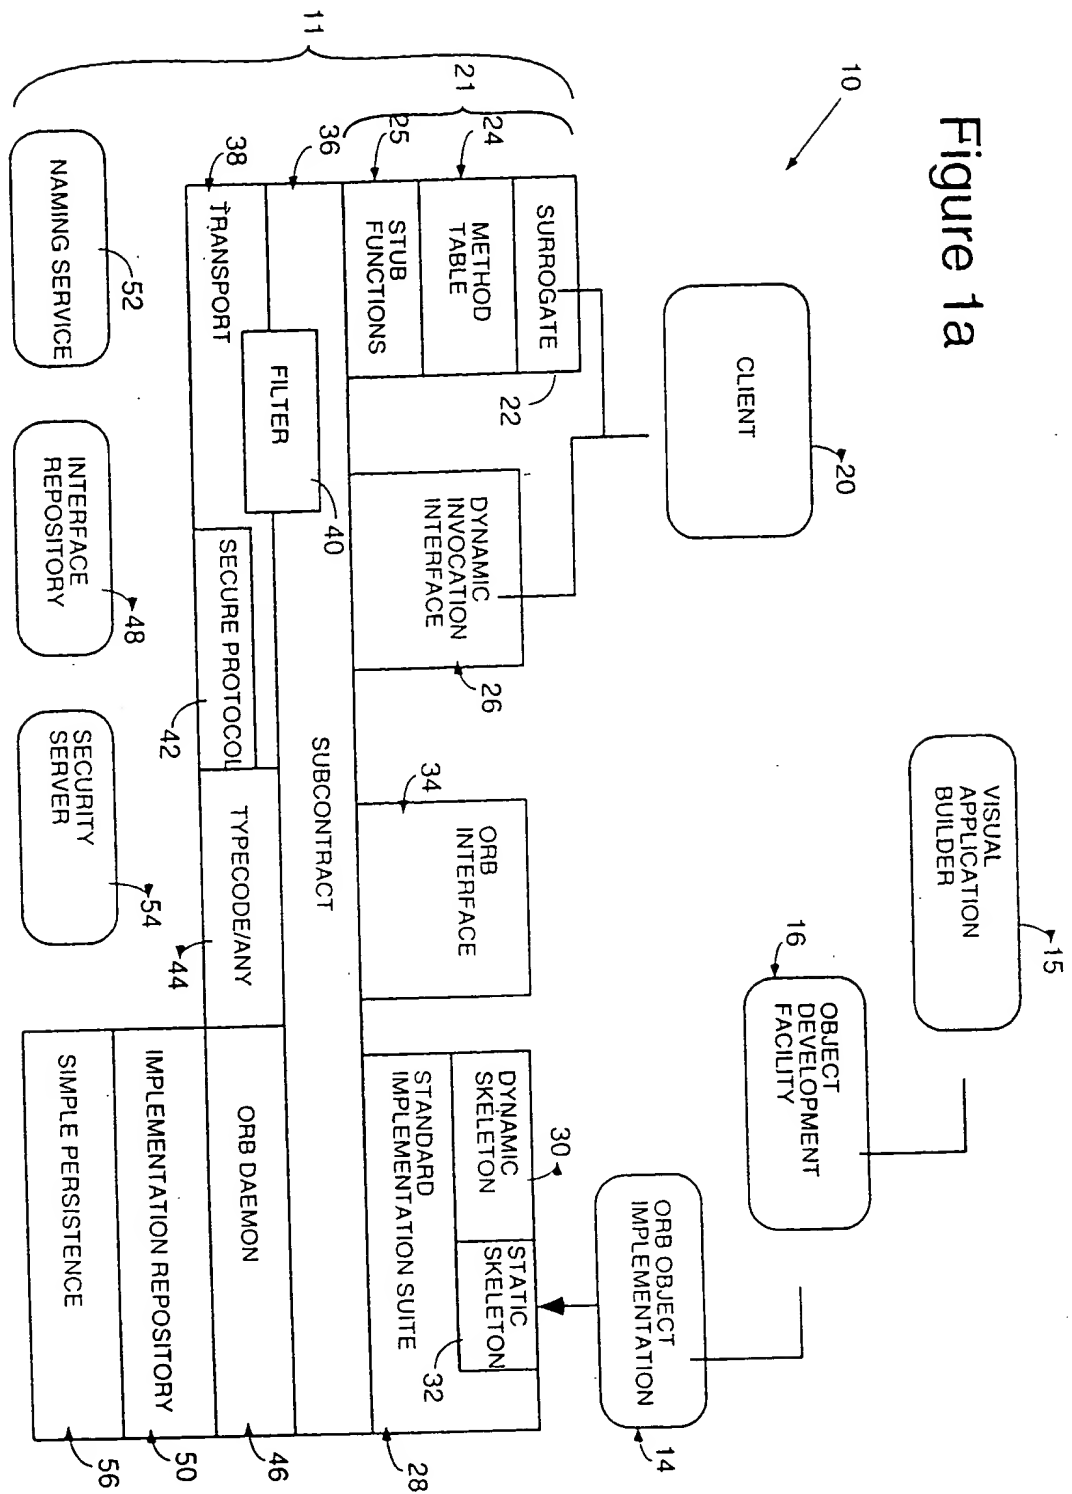 Figure 1a
10
CLIENT
20
VISUAL
APPLICATION
BUILDER
15
16
OBJECT
DEVELOPMENT
FACILITY
ORB OBJECT
IMPLEMENTATION
14
11
21
SURROGATE
22
24
METHOD
TABLE
25
STUB
FUNCTIONS
DYNAMIC
INVOCATION
INTERFACE
26
34
ORB
INTERFACE
30
DYNAMIC
SKELETON
STATIC
SKELETON
32
STANDARD
IMPLEMENTATION SUITE
28
36
SUBCONTRACT
38
TRANSPORT
FILTER
40
SECURE PROTOCOL
42
TYPECODE/ANY
44
ORB DAEMON
46
IMPLEMENTATION REPOSITORY
50
SIMPLE PERSISTENCE
56
NAMING SERVICE
52
INTERFACE
REPOSITORY
48
SECURITY
SERVER
54